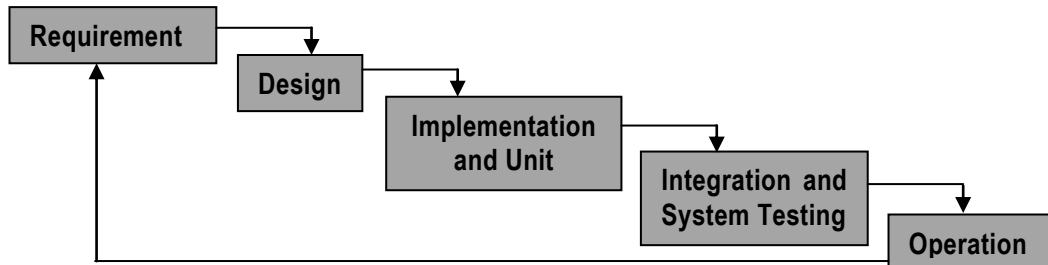 Requirement
Design
Implementation
and Unit
Integration and
System Testing
Operation